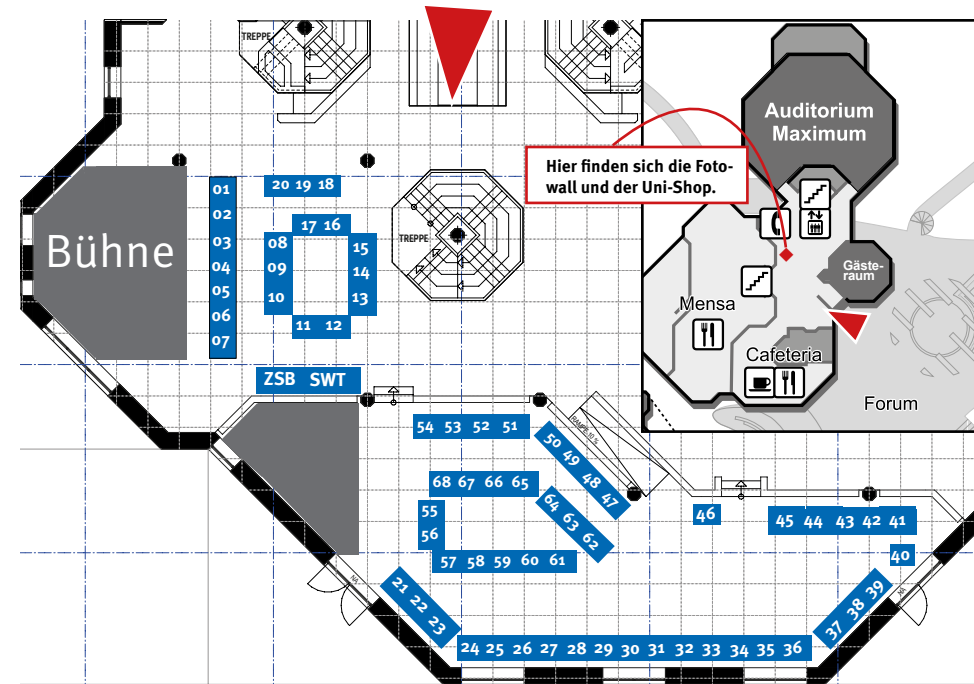 TREPPE
Auditorium
Maximum
Hier finden sich die Foto-
wall und der Uni-Shop.
Gäste-
raum
Mensa
Cafeteria
Forum
Bühne
01
02
03
04
05
06
07
20 19 18
17 16
08
09
10
15
14
13
11 12
TREPPE
ZSB SWT
54 53 52 51
RAMPE 10 %
50 49 48 47
68 67 66 65
64 63 62
55
56
57 58 59 60 61
46
45 44 43 42 41
40
21 22 23
NA
24 25 26 27 28 29 30 31 32 33 34 35 36
37 38 39
NA